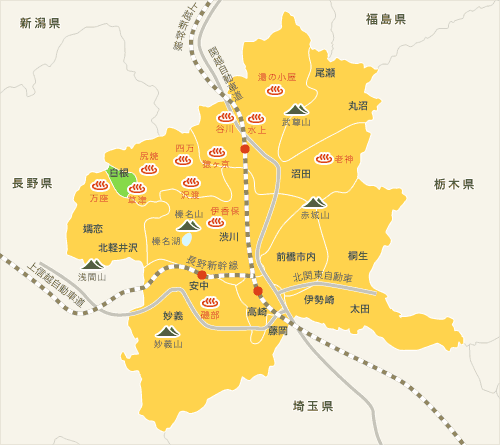 新潟県
福島県
上越新幹線
関越自動車道
湯の小屋
尾瀬
丸沼
武尊山
谷川
水上
四万
猿ヶ京
尻焼
老神
沼田
長野県
白根
栃木県
万座
草津
沢渡
伊香保
榛名山
赤城山
嬬恋
渋川
榛名湖
北軽井沢
前橋市内
桐生
浅間山
長野新幹線
北関東自動車
上信越自動車道
安中
伊勢崎
太田
磯部
高崎
妙義
藤岡
妙義山
埼玉県